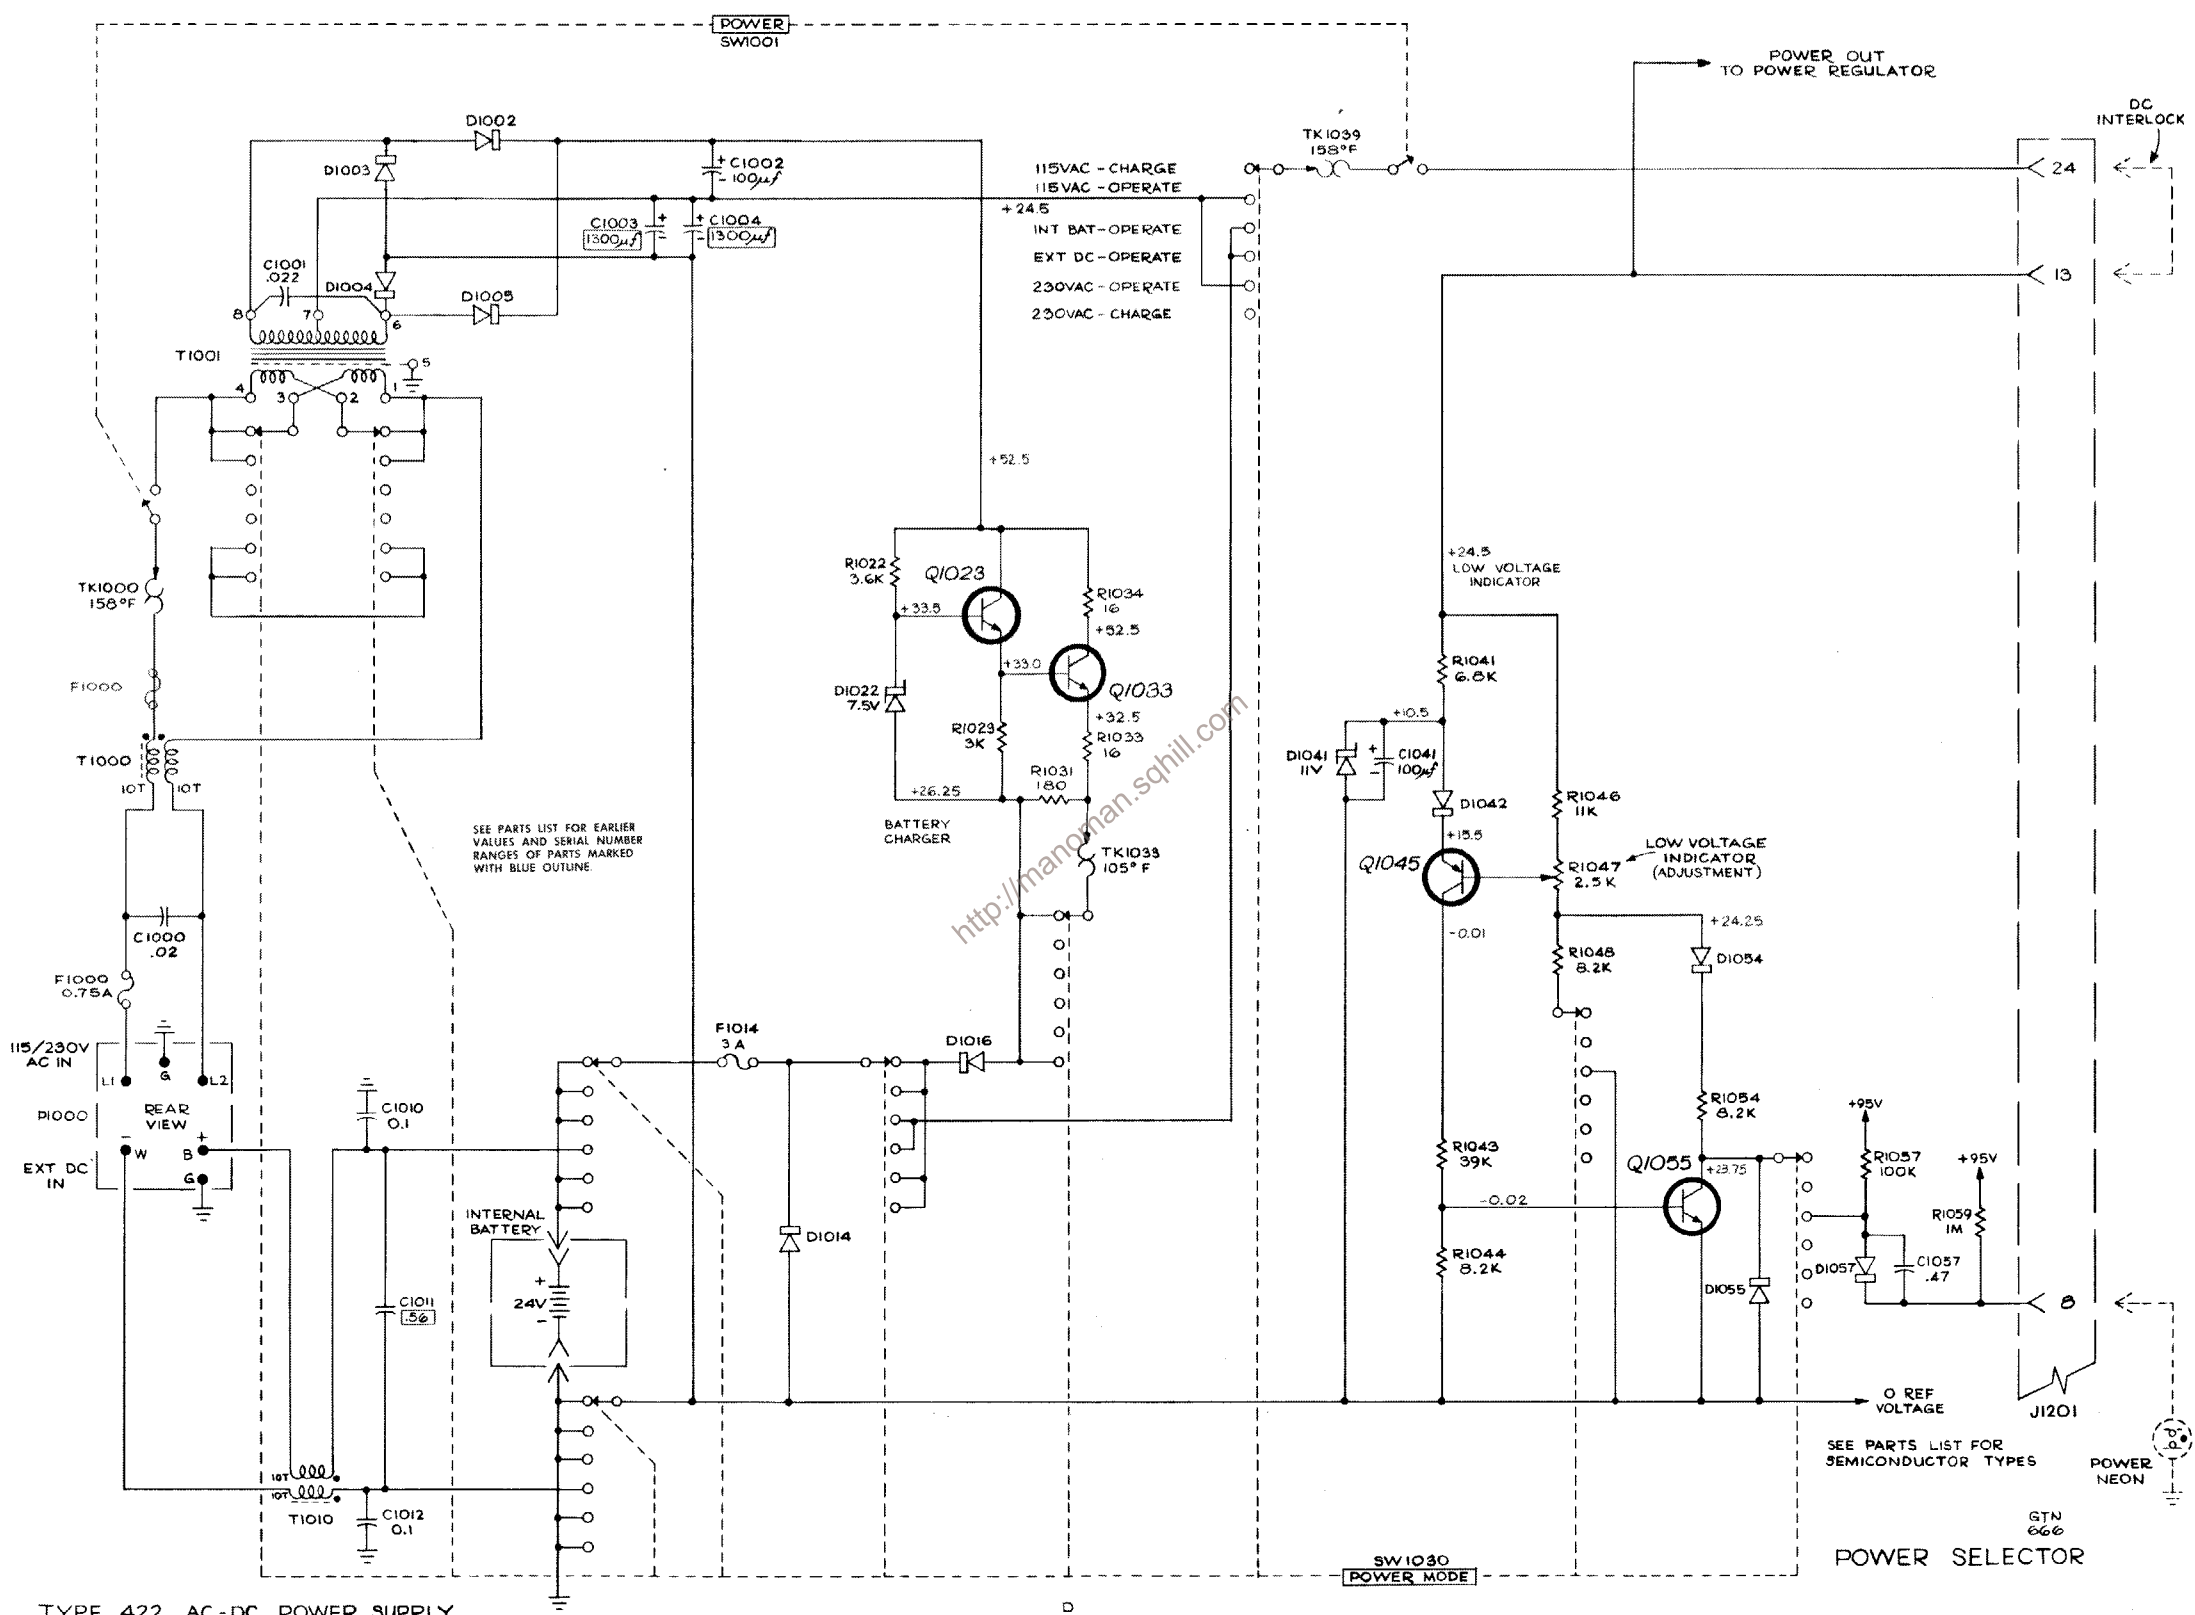 POWER
SW1001
POWER OUT
TO POWER REGULATOR
DC
INTERLOCK
D1002
D1003
+ C1002
- 100µf
TK1039
158°F
115VAC - CHARGE
115VAC - OPERATE
+24.5
INT BAT-OPERATE
EXT DC-OPERATE
230VAC - OPERATE
230VAC - CHARGE
24
13
C1003
1300µf
+
-
+ C1004
- 1300µf
C1001
.022
D1004
D1005
8
7
6
T1001
5
4
3
2
1
+52.5
TK1000
158°F
F1000
T1000
10T
10T
R1022
3.6K
Q1023
+33.5
R1034
16
+52.5
+33.0
Q1033
D1022
7.5V
R1023
3K
+32.5
R1033
16
R1031
180
+26.25
BATTERY
CHARGER
TK1033
105°F
+24.5
LOW VOLTAGE
INDICATOR
R1041
6.8K
+10.5
D1041
11V
+
-
C1041
100µf
D1042
+15.5
Q1045
-0.01
R1046
11K
R1047
2.5K
LOW VOLTAGE
INDICATOR
(ADJUSTMENT)
+24.25
R1048
8.2K
D1054
SEE PARTS LIST FOR EARLIER
VALUES AND SERIAL NUMBER
RANGES OF PARTS MARKED
WITH BLUE OUTLINE.
http://manoman.sqhill.com
C1000
.02
F1000
0.75A
115/230V
AC IN
L1
G
L2
P1000
REAR
VIEW
-
W
+
B
EXT DC
IN
G
C1010
0.1
F1014
3 A
D1016
D1014
INTERNAL
BATTERY
+
24V
-
C1011
.56
10T
10T
T1010
C1012
0.1
R1054
8.2K
R1043
39K
Q1055
+23.75
-0.02
R1044
8.2K
D1055
+95V
R1057
100K
+95V
R1059
1M
D1057
C1057
.47
8
0 REF
VOLTAGE
J1201
SEE PARTS LIST FOR
SEMICONDUCTOR TYPES
POWER
NEON
GTN
666
SW1030
POWER MODE
POWER SELECTOR
TYPE 422 AC-DC POWER SUPPLY